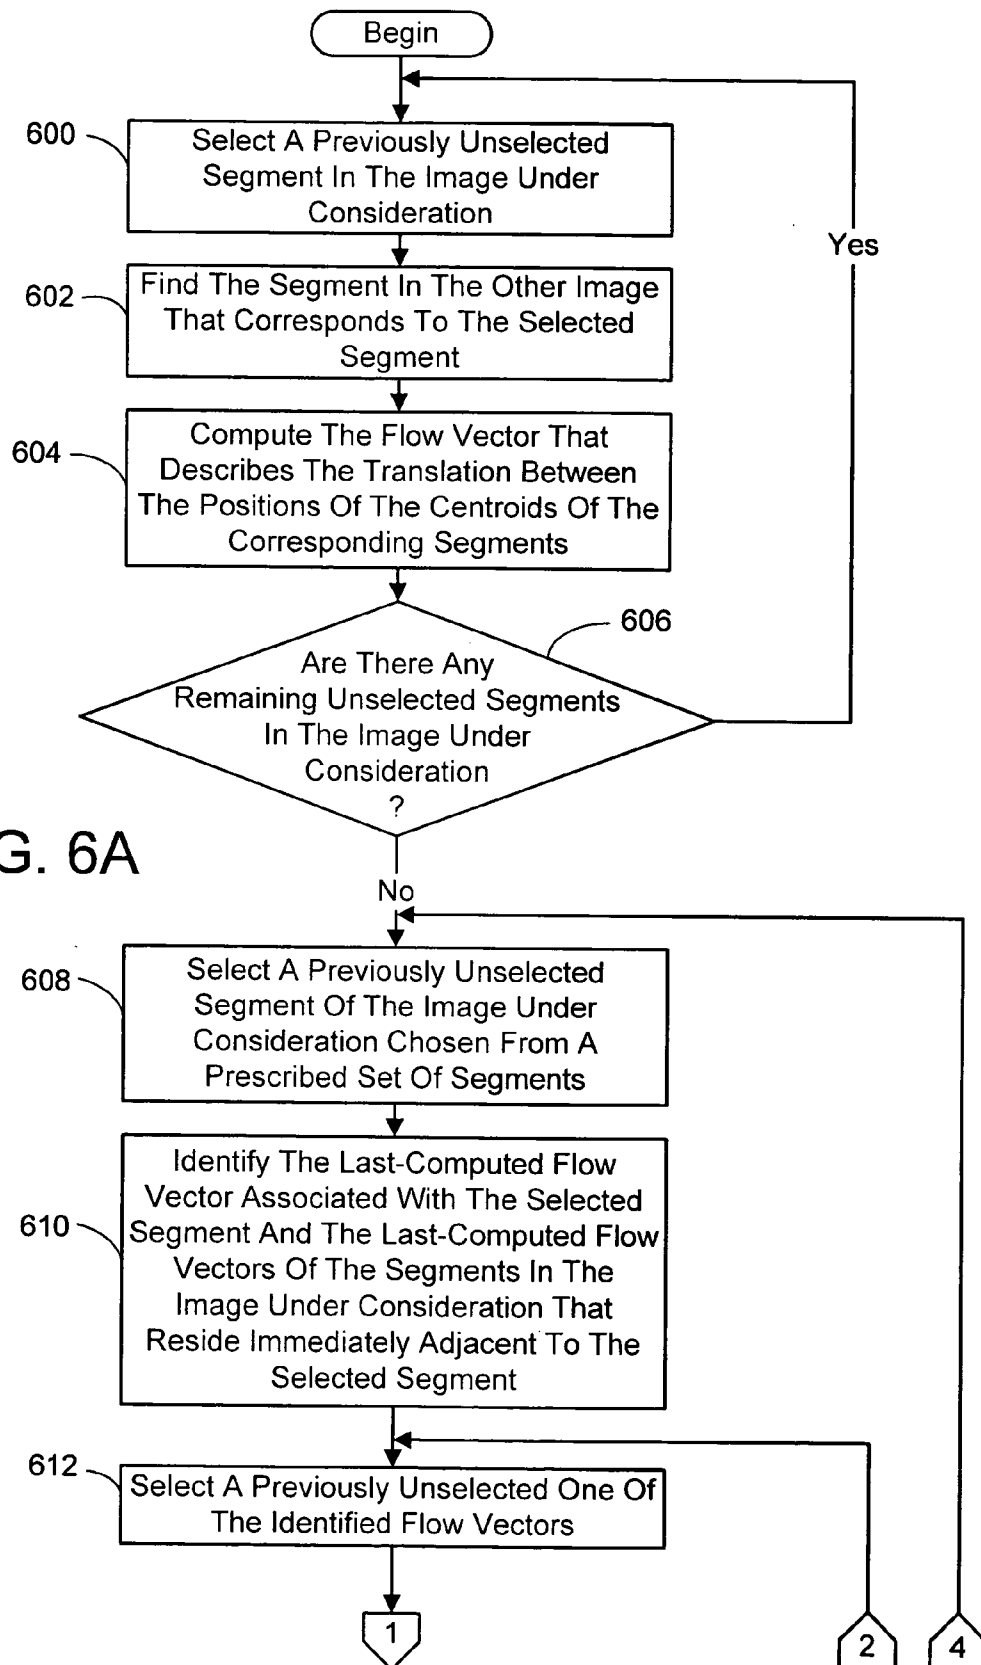 Begin
600
Select A Previously Unselected
Segment In The Image Under
Consideration
Yes
602
Find The Segment In The Other Image
That Corresponds To The Selected
Segment
604
Compute The Flow Vector That
Describes The Translation Between
The Positions Of The Centroids Of The
Corresponding Segments
606
Are There Any
Remaining Unselected Segments
In The Image Under
Consideration
?
G. 6A
No
608
Select A Previously Unselected
Segment Of The Image Under
Consideration Chosen From A
Prescribed Set Of Segments
610
Identify The Last-Computed Flow
Vector Associated With The Selected
Segment And The Last-Computed Flow
Vectors Of The Segments In The
Image Under Consideration That
Reside Immediately Adjacent To The
Selected Segment
612
Select A Previously Unselected One Of
The Identified Flow Vectors
1
2
4